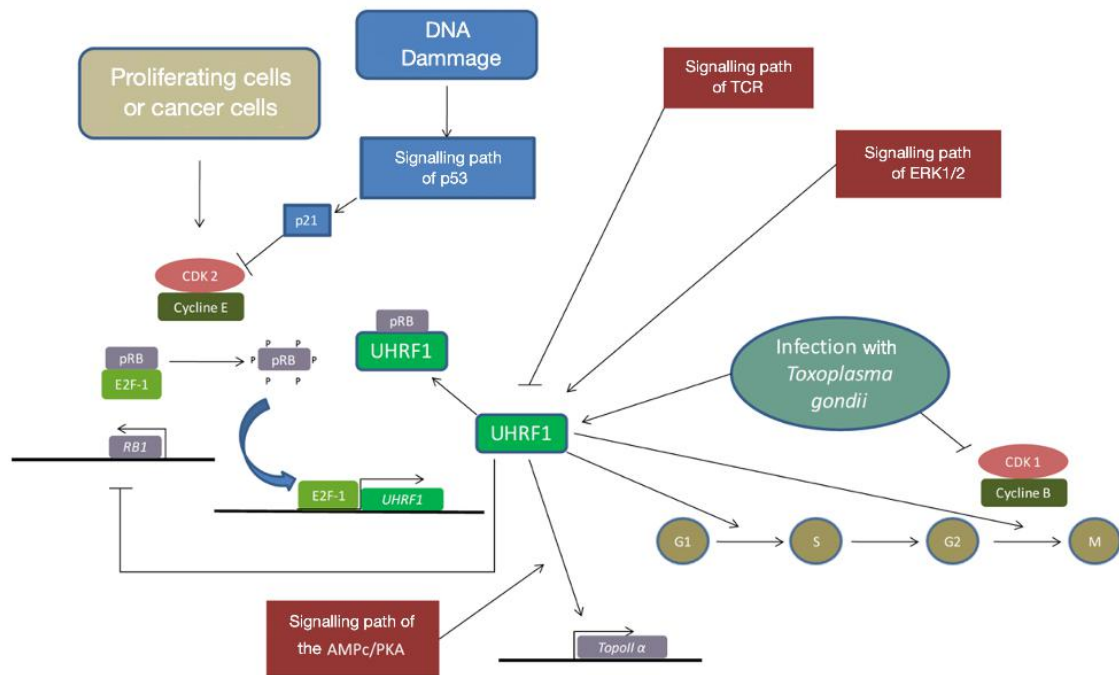 DNA
Dammage
Proliferating cells
or cancer cells
Signalling path
of TCR
Signalling path
of p53
Signalling path
of ERK1/2
p21
CDK 2
Cycline E
pRB
UHRF1
pRB
E2F-1
P
P
P
pRB
P
P
P
Infection with
Toxoplasma
gondii
UHRF1
RB1
CDK 1
Cycline B
E2F-1
UHRF1
G1
S
G2
M
Signalling path of
the AMPc/PKA
TopoII α